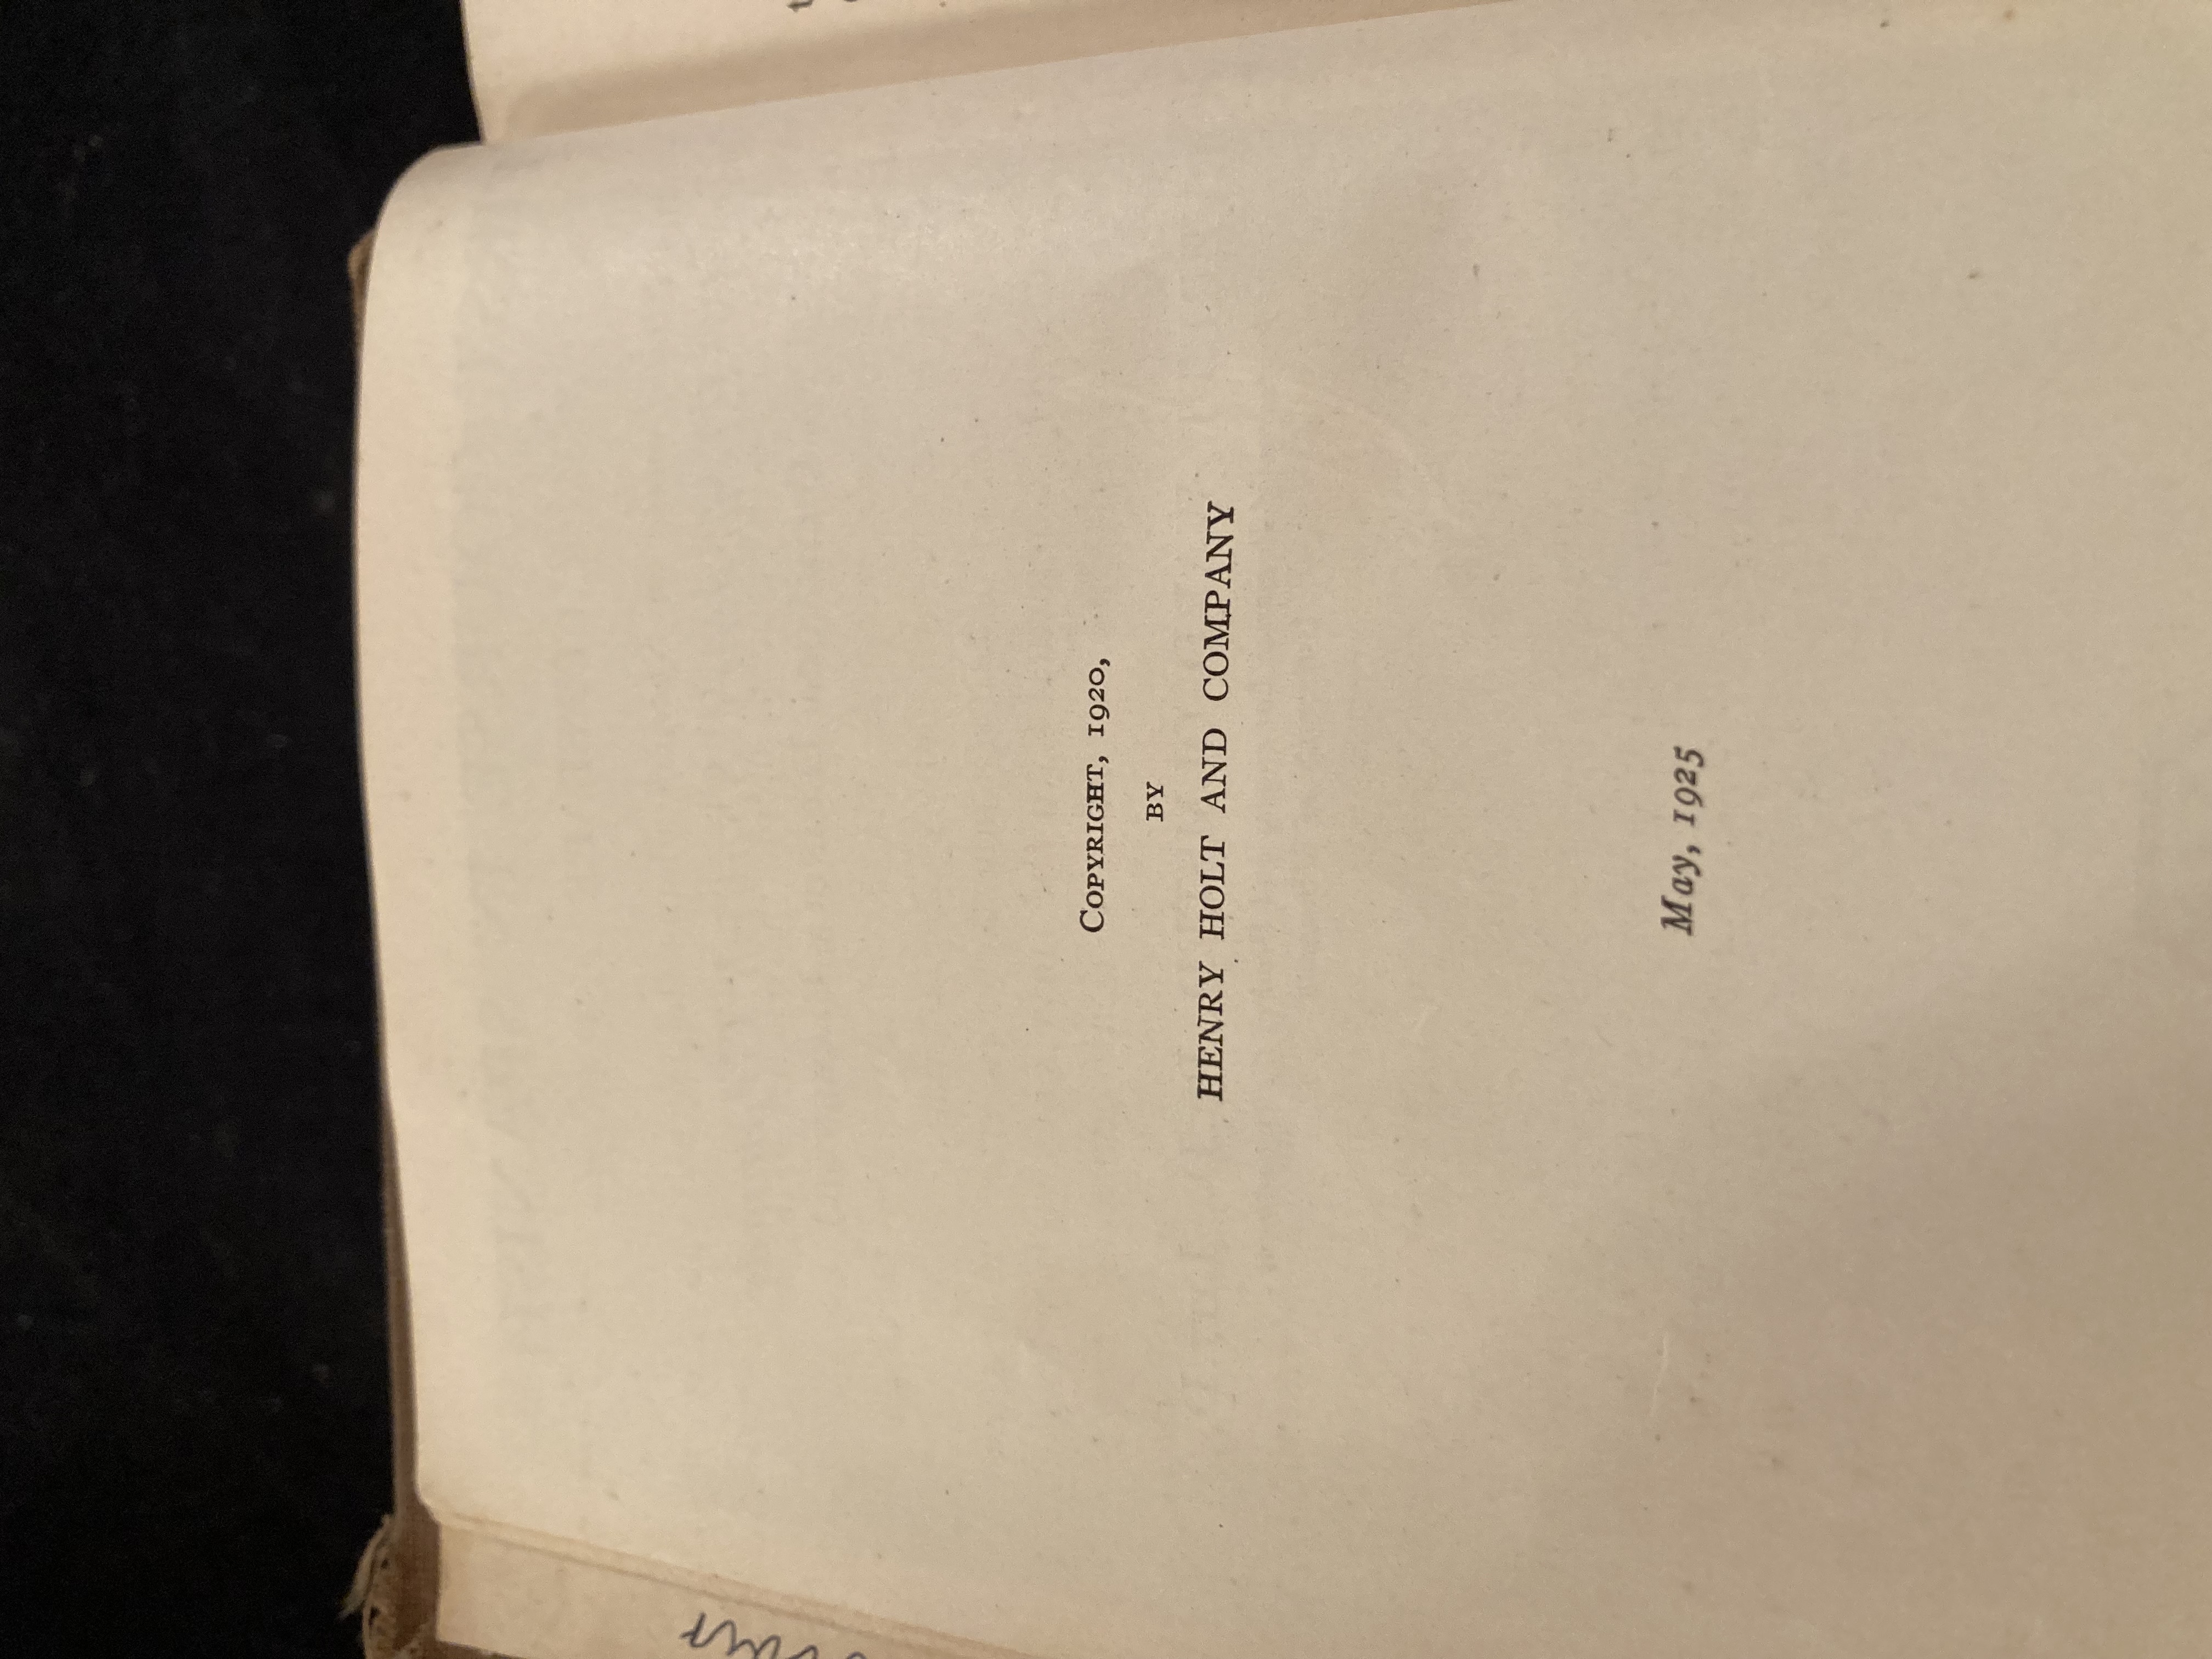 COPYRIGHT, 1920,
BY
HENRY HOLT AND COMPANY
May, 1925